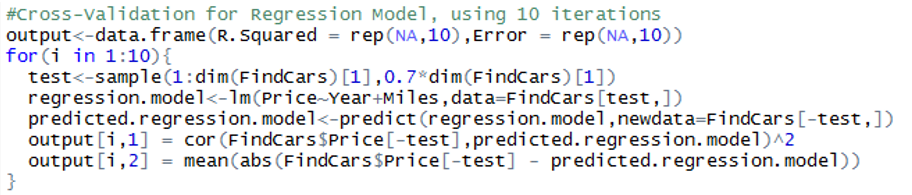 #Cross-Validation for Regression Model, using 10 iterations
output<-data.frame(R.Squared = rep(NA,10),Error = rep(NA,10))
for(i in 1:10){
  test<-sample(1:dim(FindCars)[1],0.7*dim(FindCars)[1])
  regression.model<-lm(Price~Year+Miles,data=FindCars[test,])
  predicted.regression.model<-predict(regression.model,newdata=FindCars[-test,])
  output[i,1] = cor(FindCars$Price[-test],predicted.regression.model)^2
  output[i,2] = mean(abs(FindCars$Price[-test] - predicted.regression.model))
}